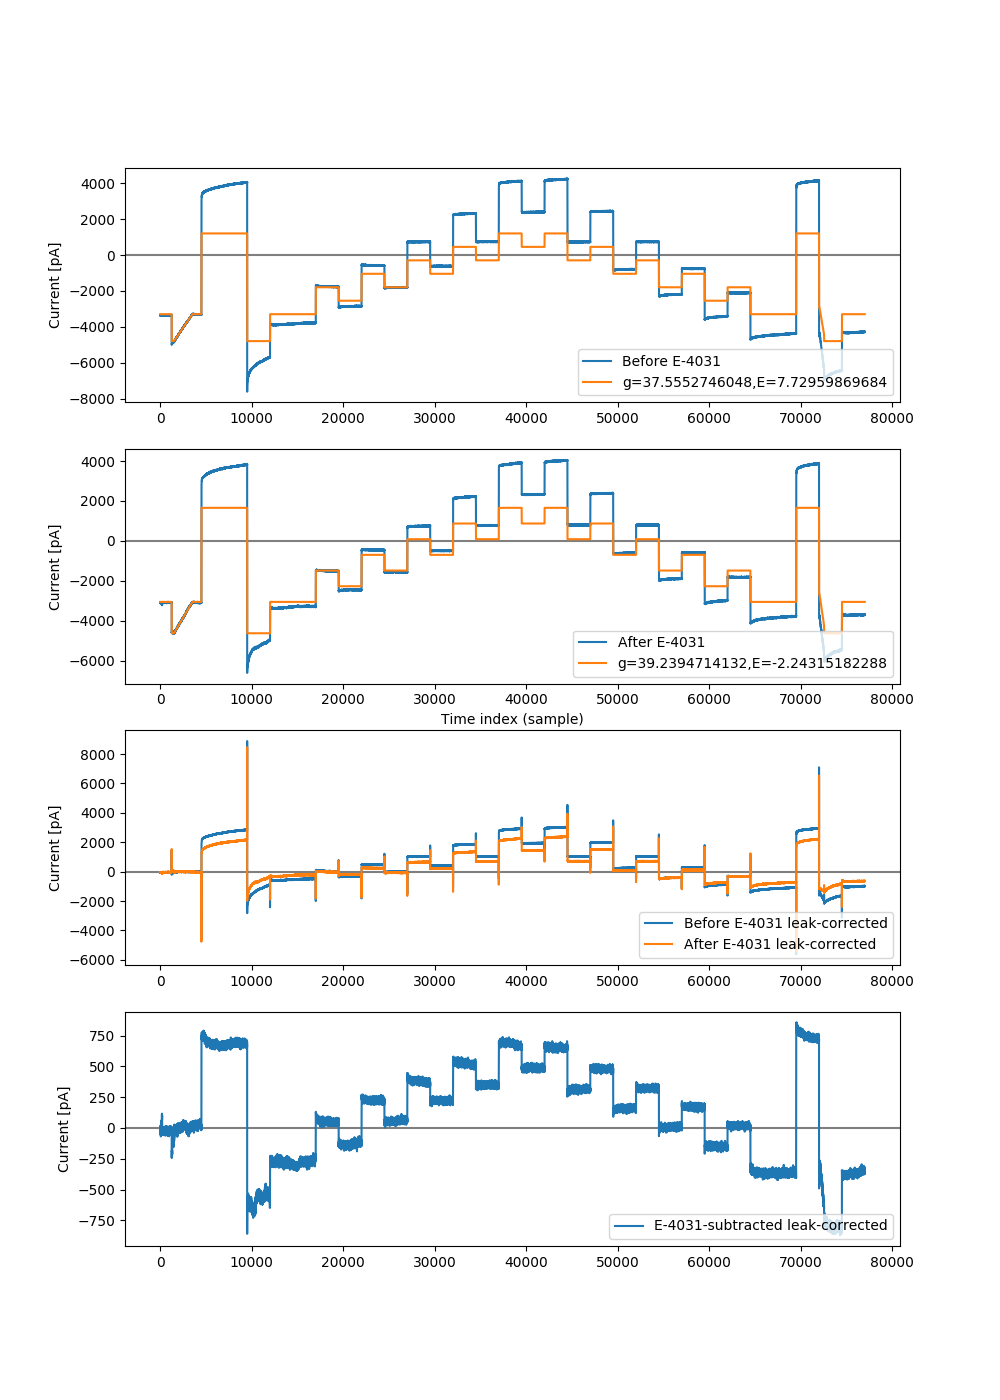 4000
2000
0
−2000
−4000
−6000
−8000
Current [pA]
Before E-4031
g=37.5552746048,E=7.72959869684
0 10000 20000 30000 40000 50000 60000 70000 80000
4000
2000
0
−2000
−4000
−6000
Current [pA]
After E-4031
g=39.2394714132,E=-2.24315182288
0 10000 20000 30000 40000 50000 60000 70000 80000
Time index (sample)
8000
6000
4000
2000
0
−2000
−4000
−6000
Current [pA]
Before E-4031 leak-corrected
After E-4031 leak-corrected
0 10000 20000 30000 40000 50000 60000 70000 80000
750
500
250
0
−250
−500
−750
Current [pA]
E-4031-subtracted leak-corrected
0 10000 20000 30000 40000 50000 60000 70000 80000